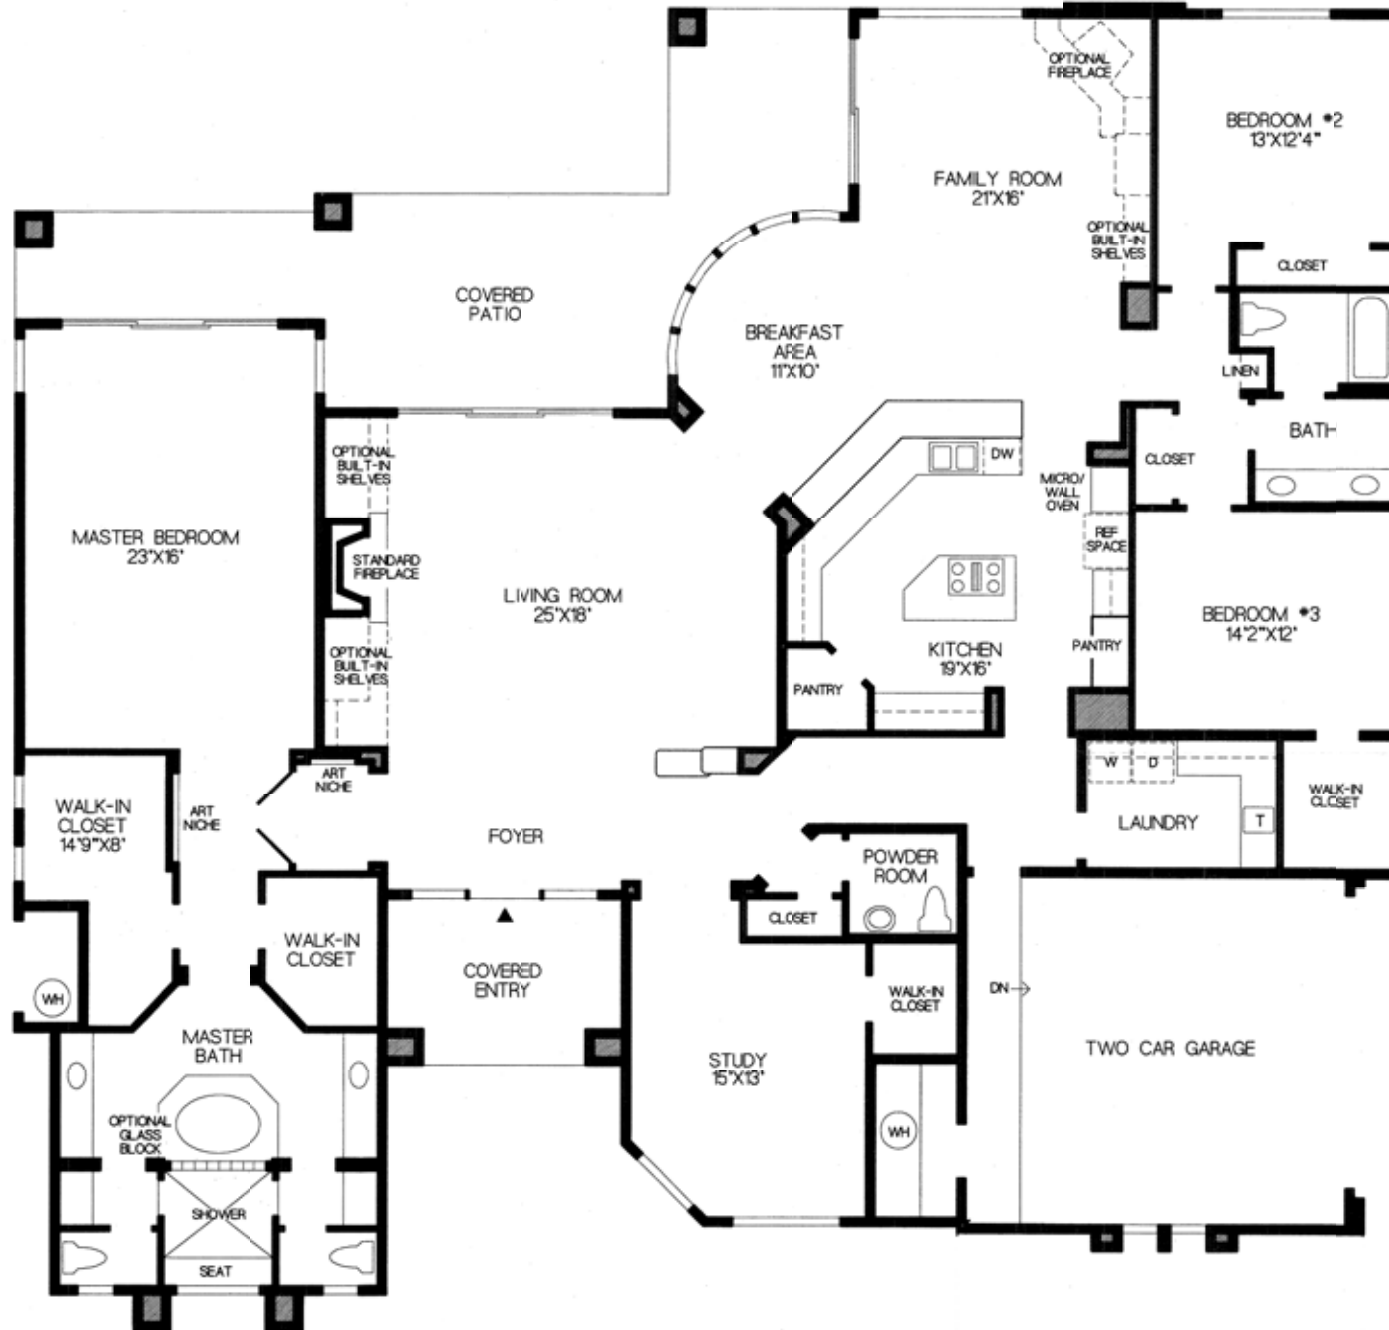 OPTIONAL
FIREPLACE
BEDROOM #2
13'X12'4"
FAMILY ROOM
21'X16'
OPTIONAL
BUILT-IN
SHELVES
CLOSET
COVERED
PATIO
BREAKFAST
AREA
11'X10'
LINEN
BATH
OPTIONAL
BUILT-IN
SHELVES
DW
CLOSET
MICRO/
WALL
OVEN
MASTER BEDROOM
23'X16'
REF
SPACE
STANDARD
FIREPLACE
LIVING ROOM
25'X18'
BEDROOM #3
14'2"X12'
OPTIONAL
BUILT-IN
SHELVES
KITCHEN
19'X16'
PANTRY
PANTRY
ART
NICHE
W
D
WALK-IN
CLOSET
WALK-IN
CLOSET
14'9"X8'
ART
NICHE
FOYER
LAUNDRY
T
POWDER
ROOM
CLOSET
WALK-IN
CLOSET
COVERED
ENTRY
WH
WALK-IN
CLOSET
DN
MASTER
BATH
STUDY
15'X13'
TWO CAR GARAGE
OPTIONAL
GLASS
BLOCK
WH
SHOWER
SEAT